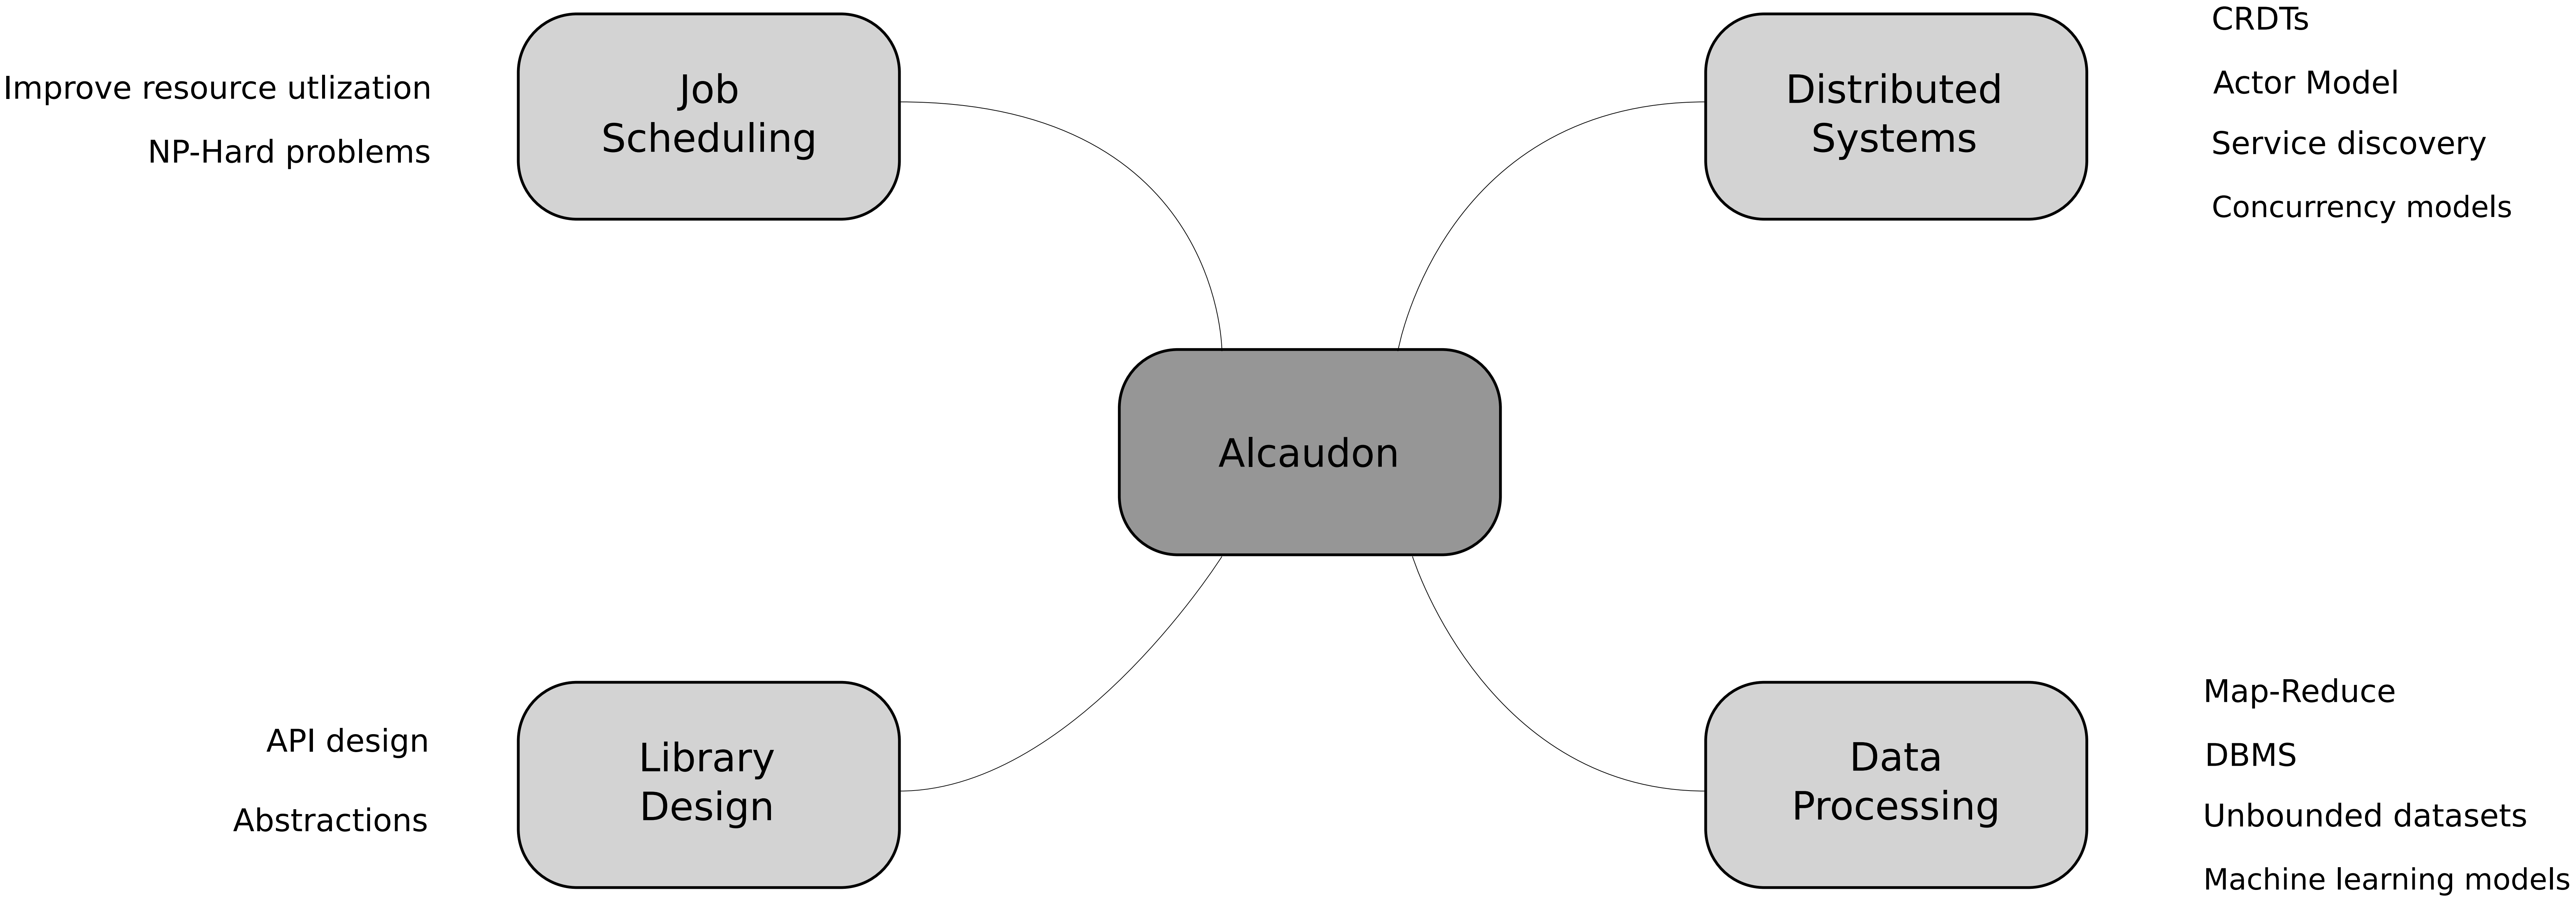 Improve resource utlization
NP-Hard problems
Job
Scheduling
Distributed
Systems
CRDTs
Actor Model
Service discovery
Concurrency models
Alcaudon
API design
Abstractions
Library
Design
Data
Processing
Map-Reduce
DBMS
Unbounded datasets
Machine learning models